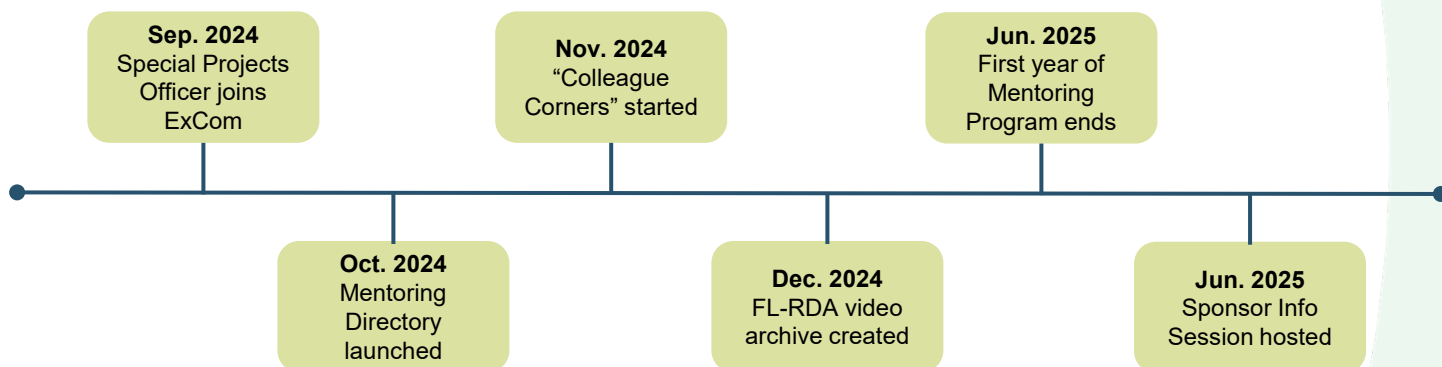 Sep. 2024
Special Projects
Officer joins
ExCom
Oct. 2024
Mentoring
Directory
launched
Nov. 2024
“Colleague
Corners” started
Dec. 2024
FL-RDA video
archive created
Jun. 2025
First year of
Mentoring
Program ends
Jun. 2025
Sponsor Info
Session hosted